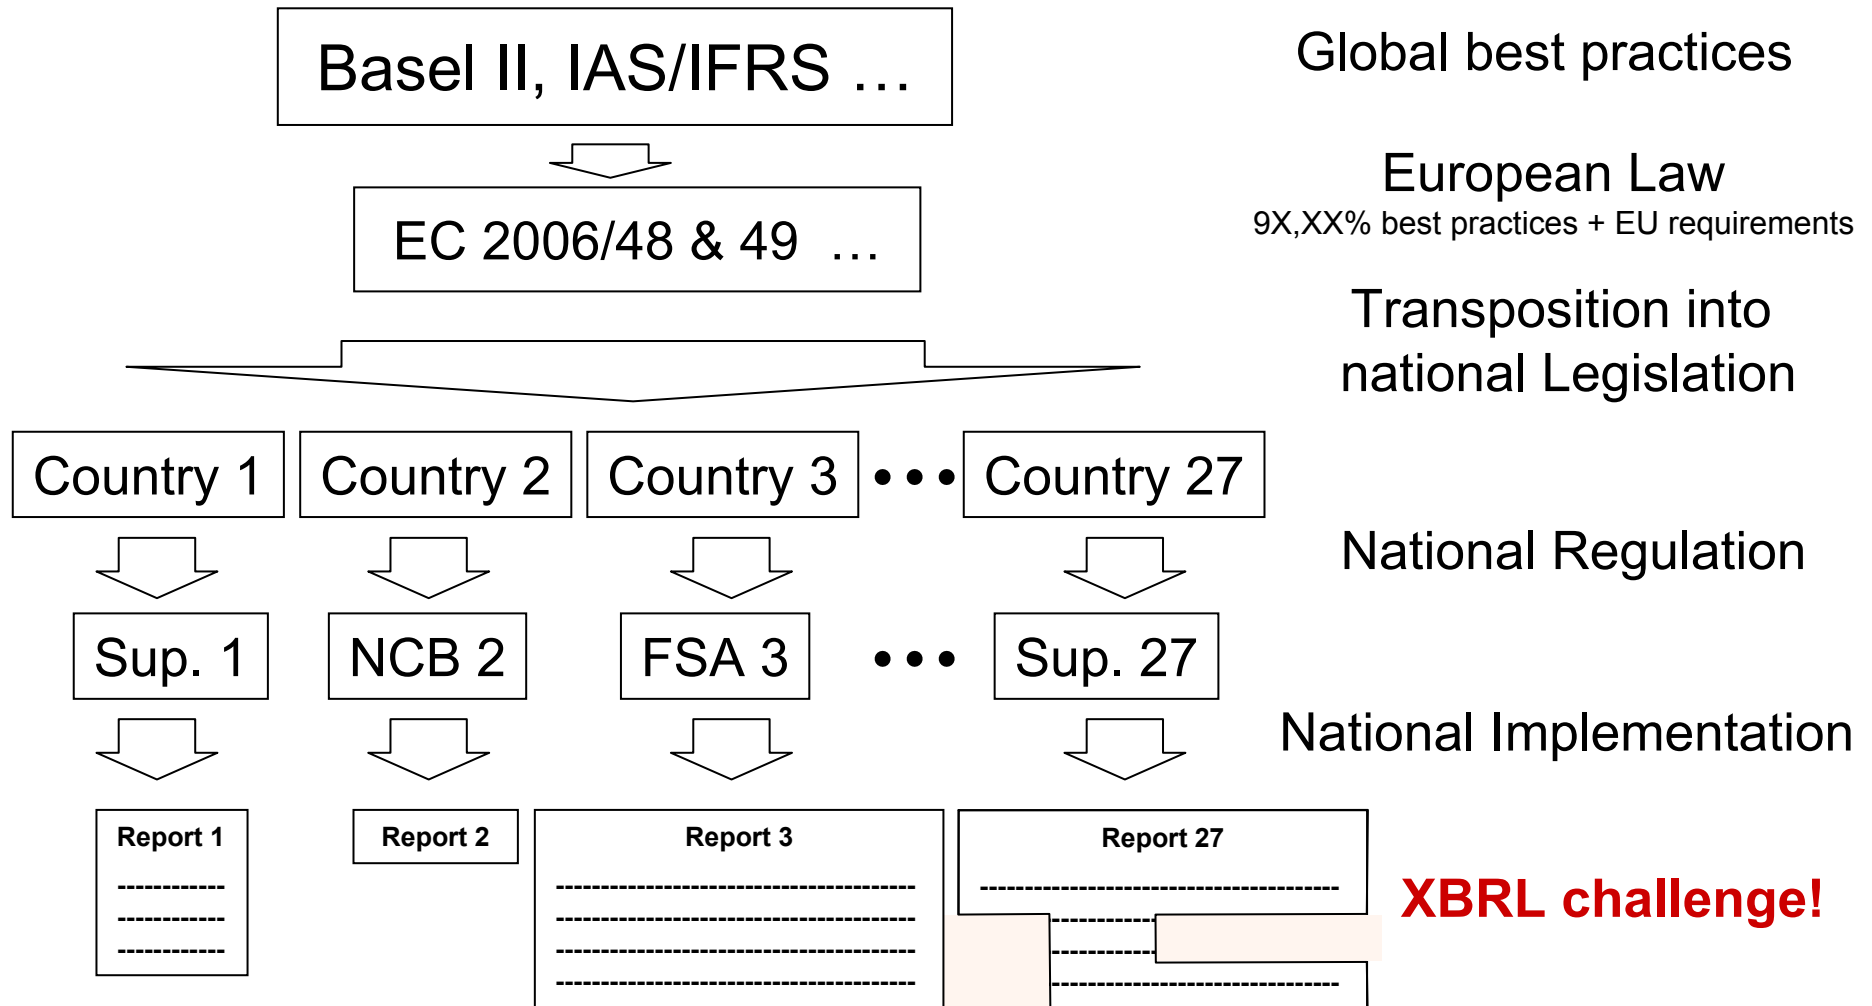 Basel II, IAS/IFRS …
Global best practices
EC 2006/48 & 49 …
European Law
9X,XX% best practices + EU requirements
Transposition into
national Legislation
Country 1
Country 2
Country 3
•••
Country 27
National Regulation
Sup. 1
NCB 2
FSA 3
•••
Sup. 27
National Implementation
Report 1
Report 2
Report 3
Report 27
XBRL challenge!